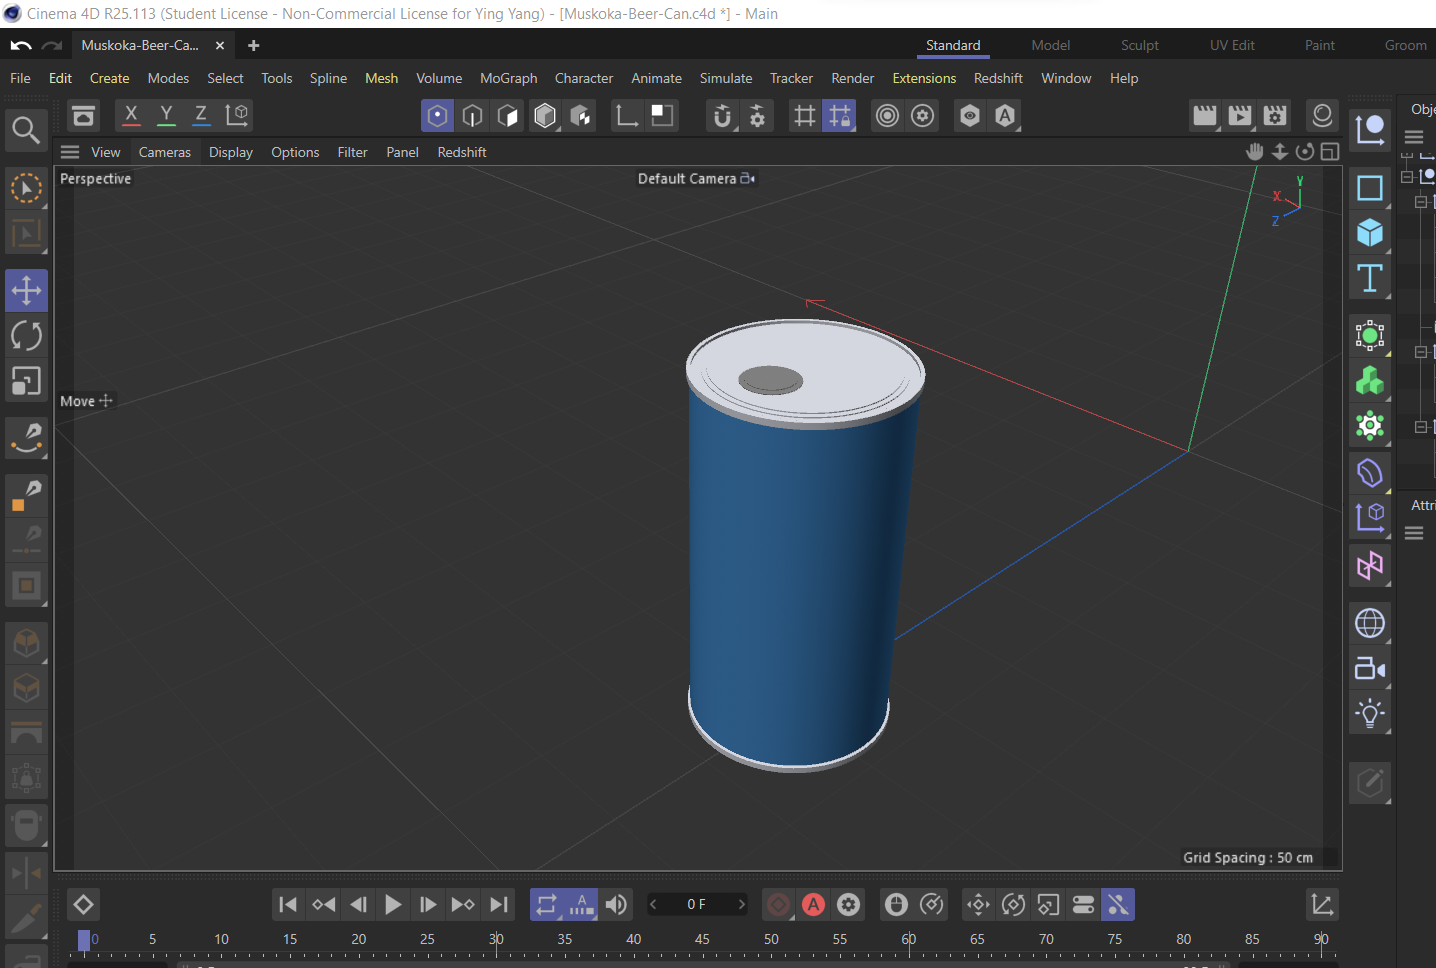 Cinema 4D R25.113 (Student License - Non-Commercial License for Ying Yang) - [Muskoka-Beer-Can.c4d *] - Main
Muskoka-Beer-Ca... × + Standard Model Sculpt UV Edit Paint Groom
File Edit Create Modes Select Tools Spline Mesh Volume MoGraph Character Animate Simulate Tracker Render Extensions Redshift Window Help
X Y Z A Obje
View Cameras Display Options Filter Panel Redshift
Perspective Default Camera
Y
X
Z
T
Move
Attri
Grid Spacing : 50 cm
A 0 F A
0 5 10 15 20 25 30 35 40 45 50 55 60 65 70 75 80 85 90